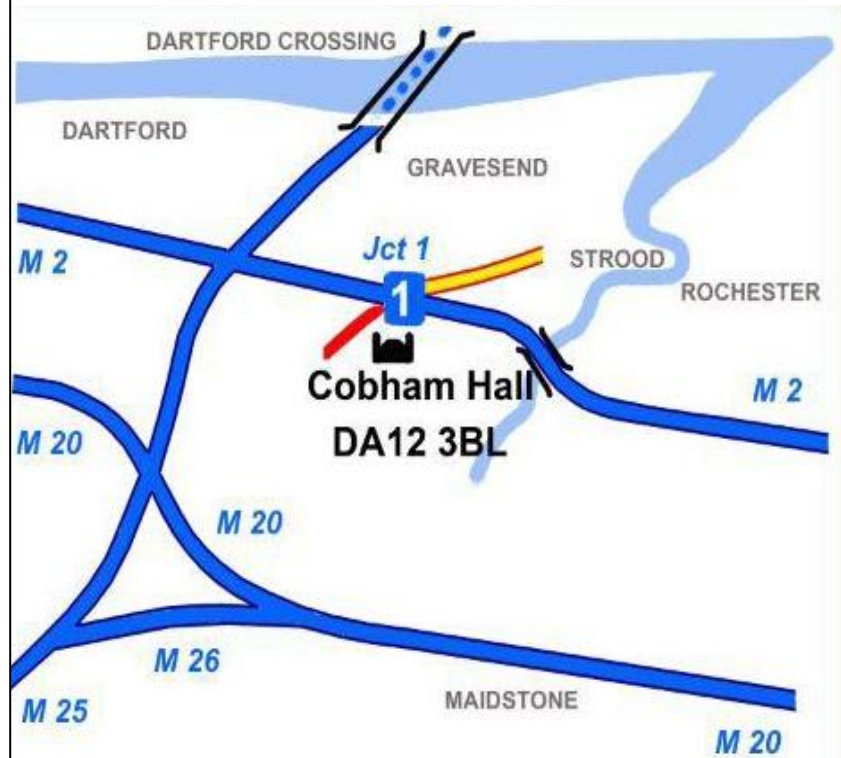 DARTFORD CROSSING
DARTFORD
GRAVESEND
M 2
Jct 1
STROOD
ROCHESTER
1
Cobham Hall
DA12 3BL
M 2
M 20
M 20
M 26
M 25
MAIDSTONE
M 20